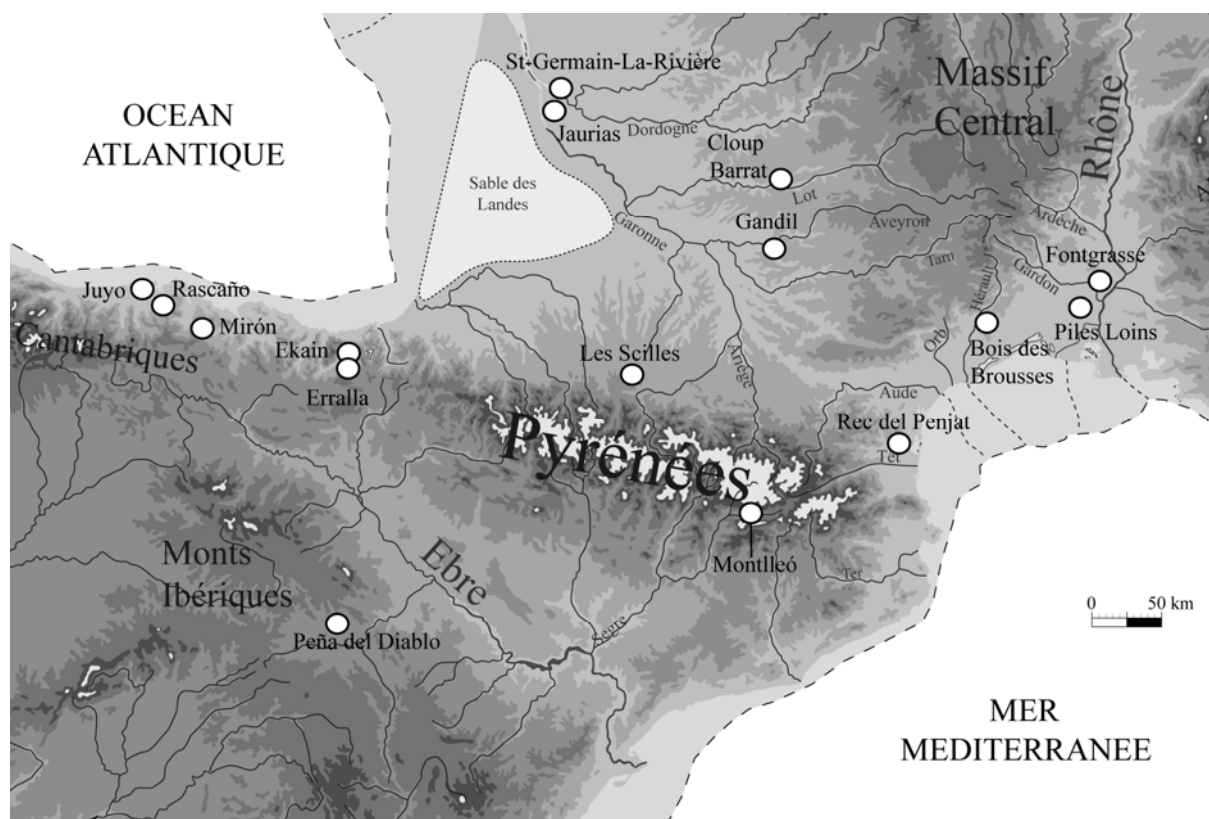 St-Germain-La-Rivière
Massif
Central
OCEAN
ATLANTIQUE
Jaurias
Dordogne
Cloup
Barrat
Rhône
Sable des
Landes
Lot
Garonne
Gandil
Aveyron
Ardèche
Tarn
Fontgrasse
Gardon
Hérault
Juyo
Rascaño
Mirón
Cantabriques
Ekain
Erralla
Les Scilles
Ariège
Orb
Piles Loins
Bois des
Brousses
Aude
Pyrénées
Rec del Penjat
Ter
Monts
Ibériques
Ebre
Montlleó
Ter
Segre
Peña del Diablo
0 50 km
MER
MEDITERRANEE